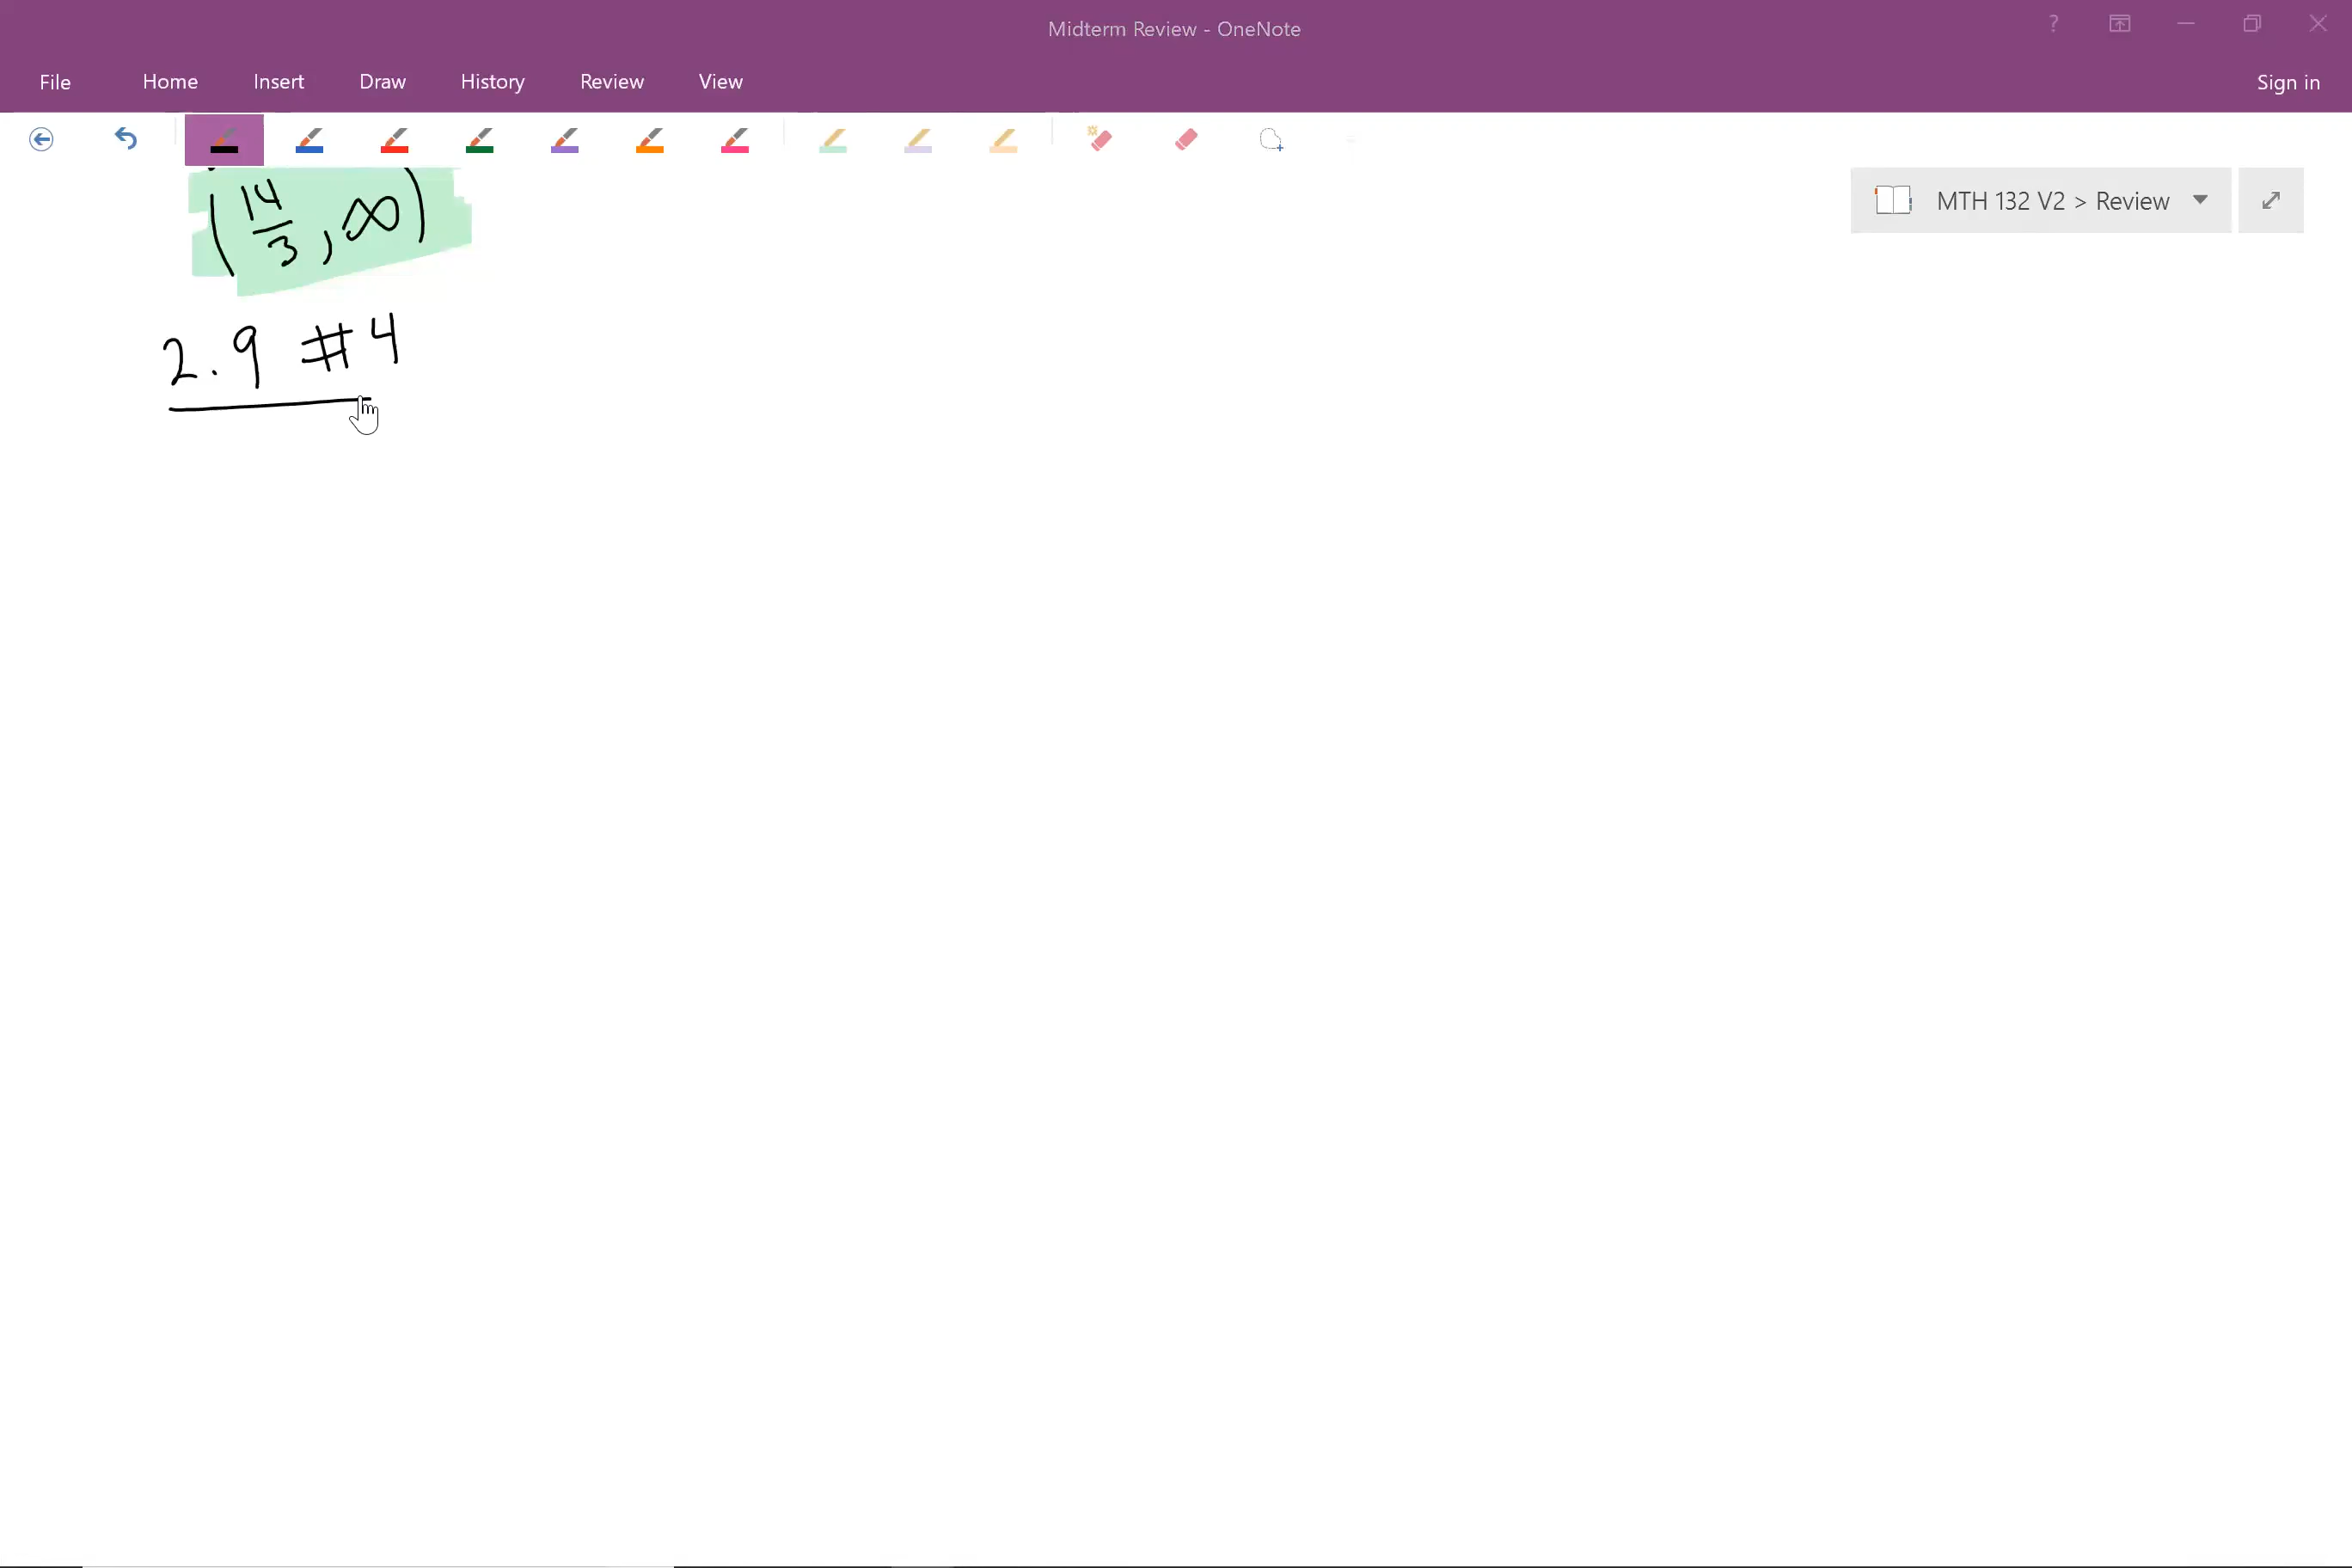 Midterm Review - OneNote
?
File Home Insert Draw History Review View Sign in
MTH 132 V2 > Review
(14/3, ∞)
2.9 #4